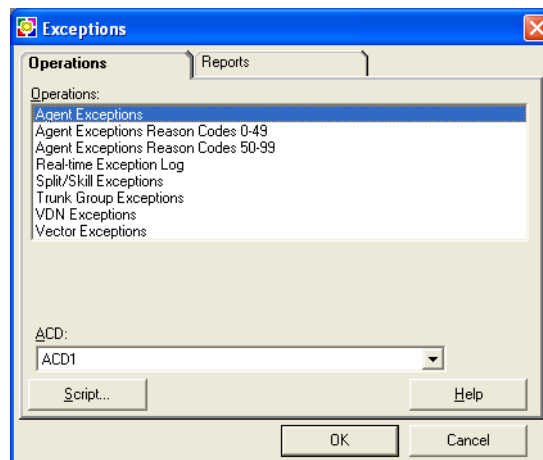 Exceptions
Operations
Reports
Operations:
Agent Exceptions
Agent Exceptions Reason Codes 0-49
Agent Exceptions Reason Codes 50-99
Real-time Exception Log
Split/Skill Exceptions
Trunk Group Exceptions
VDN Exceptions
Vector Exceptions
ACD:
ACD1
Script...
Help
OK
Cancel